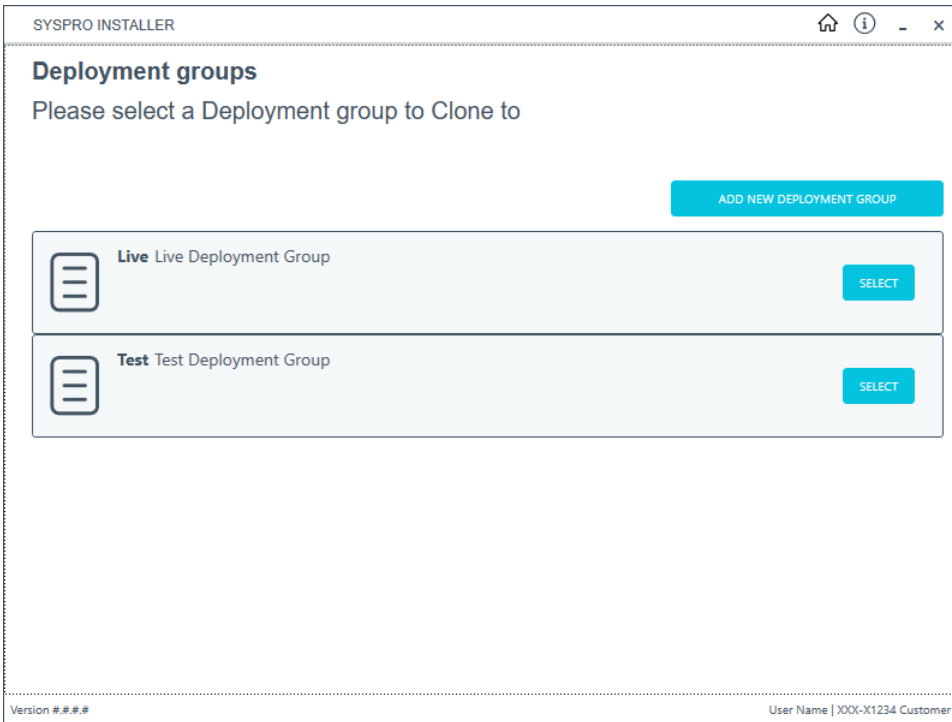 SYSPRO INSTALLER
Deployment groups
Please select a Deployment group to Clone to
ADD NEW DEPLOYMENT GROUP
Live Live Deployment Group
SELECT
Test Test Deployment Group
SELECT
Version #.#.#.# User Name | XXX-X1234 Customer